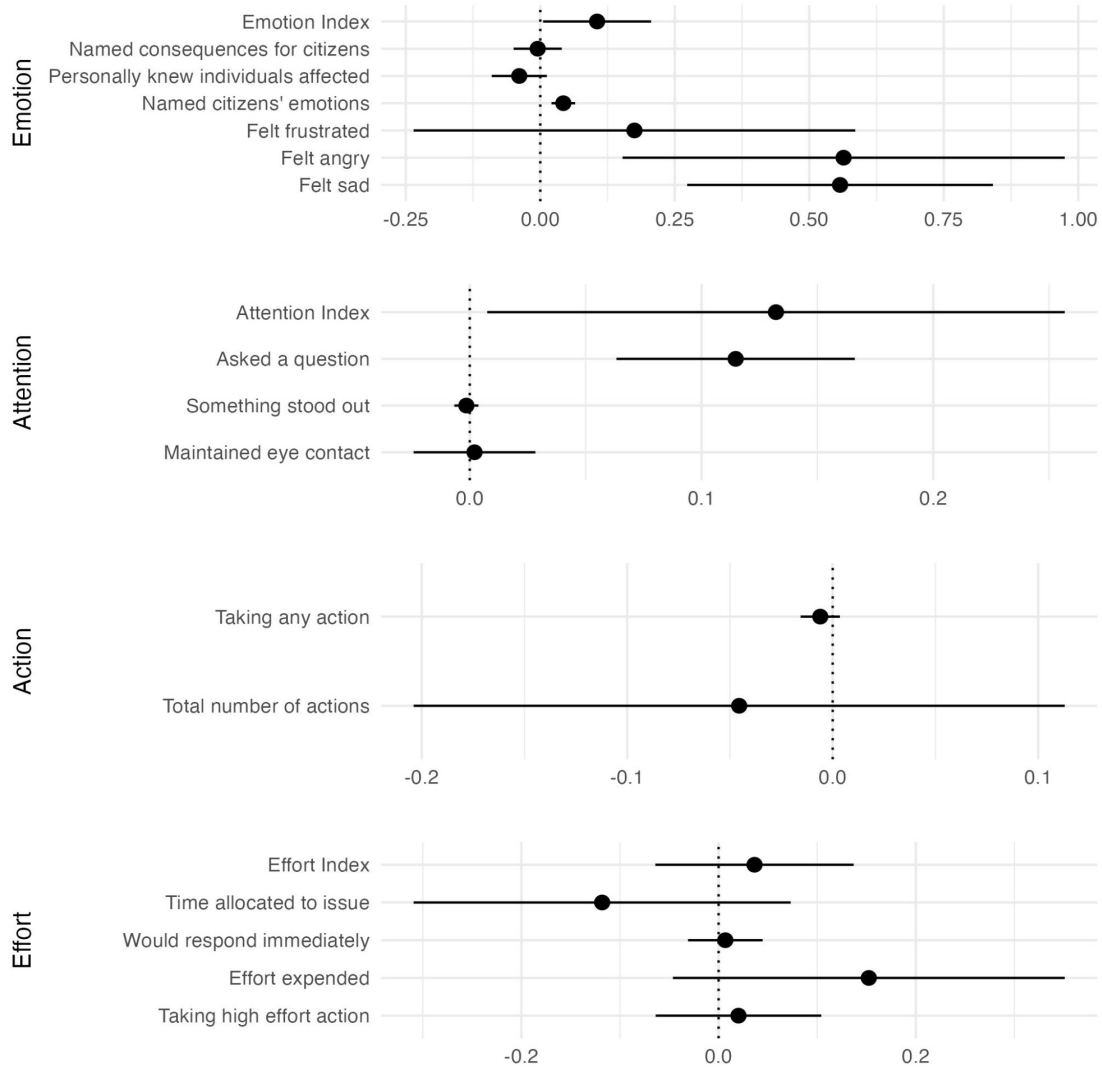 Emotion
Emotion Index
Named consequences for citizens
Personally knew individuals affected
Named citizens' emotions
Felt frustrated
Felt angry
Felt sad
-0.25 0.00 0.25 0.50 0.75 1.00
Attention
Attention Index
Asked a question
Something stood out
Maintained eye contact
0.0 0.1 0.2
Action
Taking any action
Total number of actions
-0.2 -0.1 0.0 0.1
Effort
Effort Index
Time allocated to issue
Would respond immediately
Effort expended
Taking high effort action
-0.2 0.0 0.2